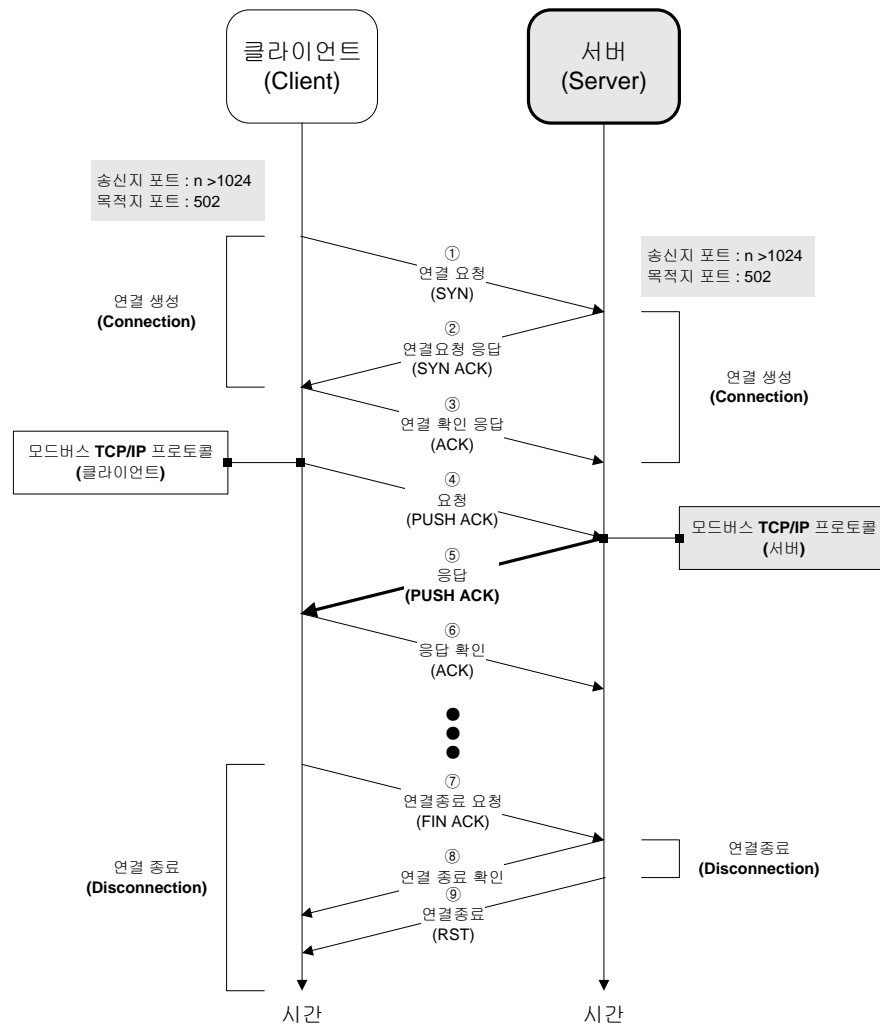 클라이언트
(Client)
서버
(Server)
송신지 포트 : n >1024
목적지 포트 : 502
①
연결 요청
(SYN)
송신지 포트 : n >1024
목적지 포트 : 502
연결 생성
(Connection)
②
연결요청 응답
(SYN ACK)
연결 생성
(Connection)
③
연결 확인 응답
(ACK)
모드버스 TCP/IP 프로토콜
(클라이언트)
④
요청
(PUSH ACK)
모드버스 TCP/IP 프로토콜
(서버)
⑤
응답
(PUSH ACK)
⑥
응답 확인
(ACK)
⑦
연결종료 요청
(FIN ACK)
연결 종료
(Disconnection)
⑧
연결 종료 확인
연결종료
(Disconnection)
⑨
연결종료
(RST)
시간
시간